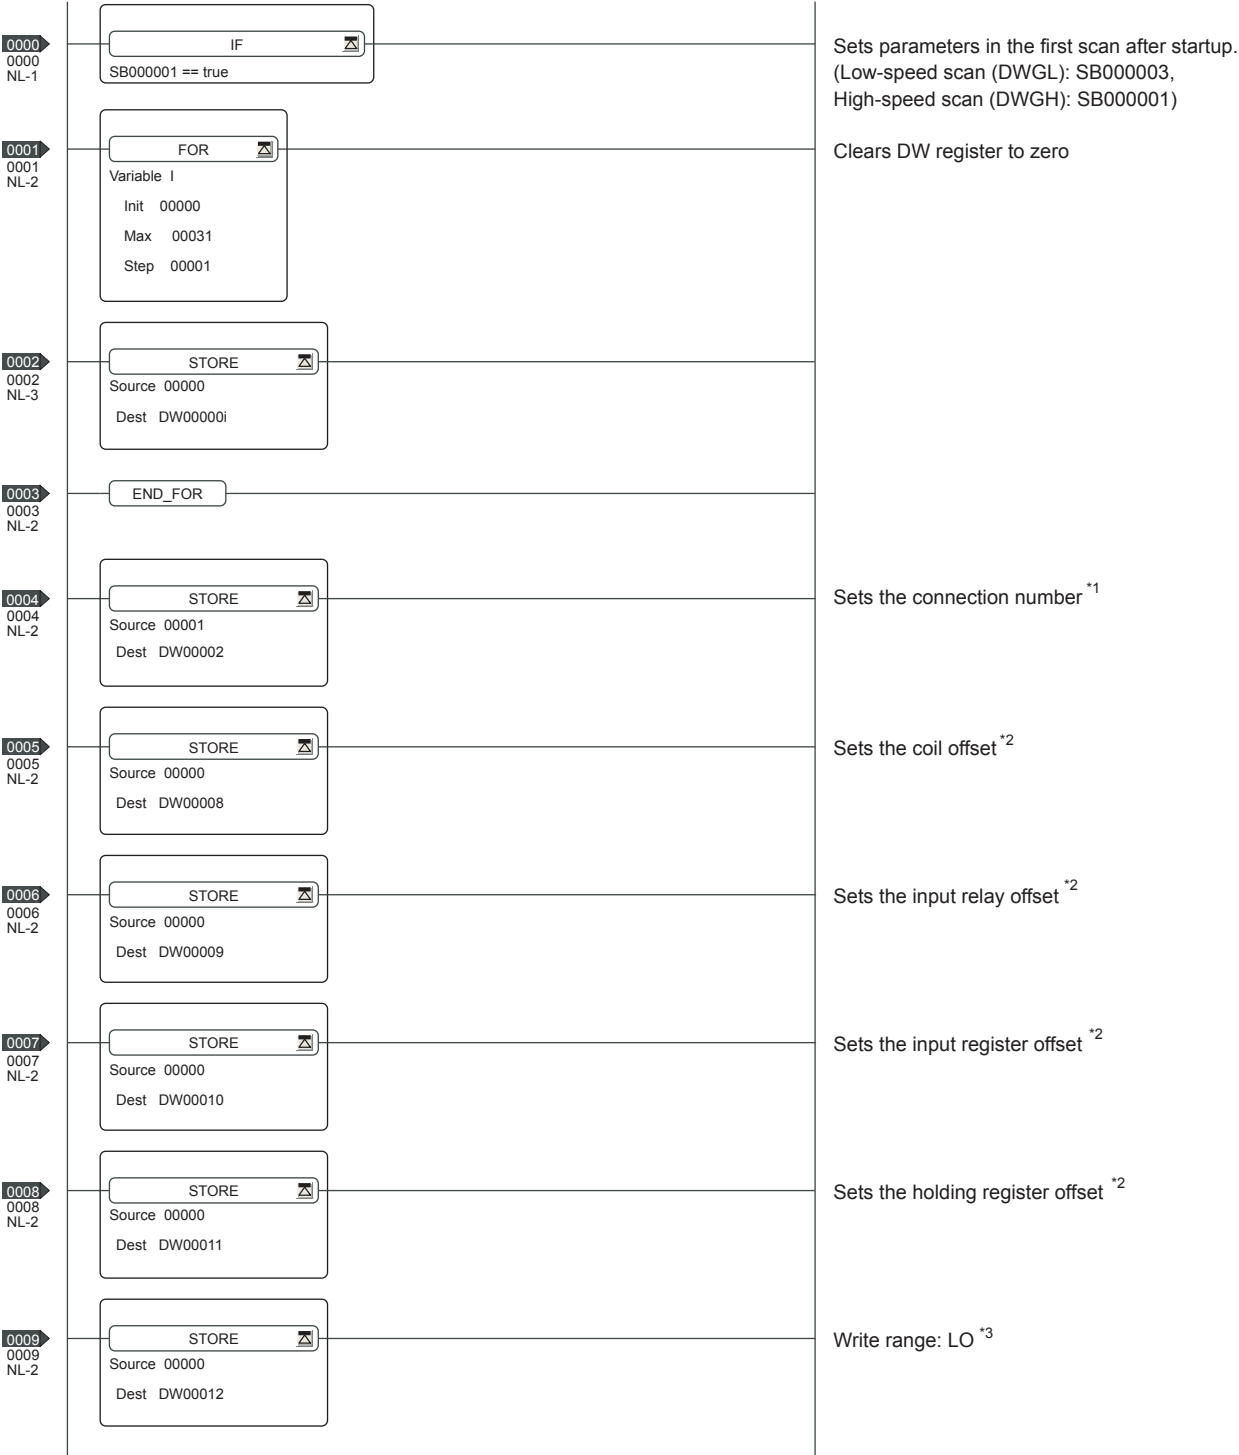 IF
0000
0000
NL-1
SB000001 == true
Sets parameters in the first scan after startup.
(Low-speed scan (DWGL): SB000003,
High-speed scan (DWGH): SB000001)
0001
0001
NL-2
FOR
Variable I
Init 00000
Max 00031
Step 00001
Clears DW register to zero
0002
0002
NL-3
STORE
Source 00000
Dest DW00000i
0003
0003
NL-2
END_FOR
0004
0004
NL-2
STORE
Source 00001
Dest DW00002
Sets the connection number *1
0005
0005
NL-2
STORE
Source 00000
Dest DW00008
Sets the coil offset *2
0006
0006
NL-2
STORE
Source 00000
Dest DW00009
Sets the input relay offset *2
0007
0007
NL-2
STORE
Source 00000
Dest DW00010
Sets the input register offset *2
0008
0008
NL-2
STORE
Source 00000
Dest DW00011
Sets the holding register offset *2
0009
0009
NL-2
STORE
Source 00000
Dest DW00012
Write range: LO *3